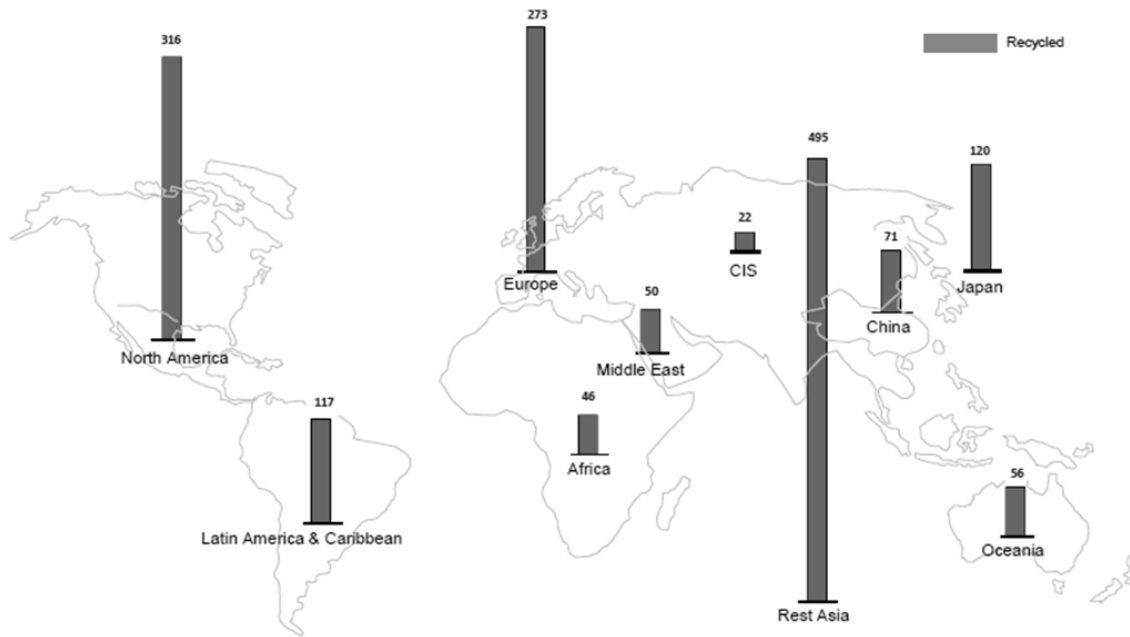 273
316
Recycled
495
120
22
71
CIS
Europe
Japan
50
China
North America
Middle East
117
46
Africa
56
Latin America & Caribbean
Oceania
Rest Asia